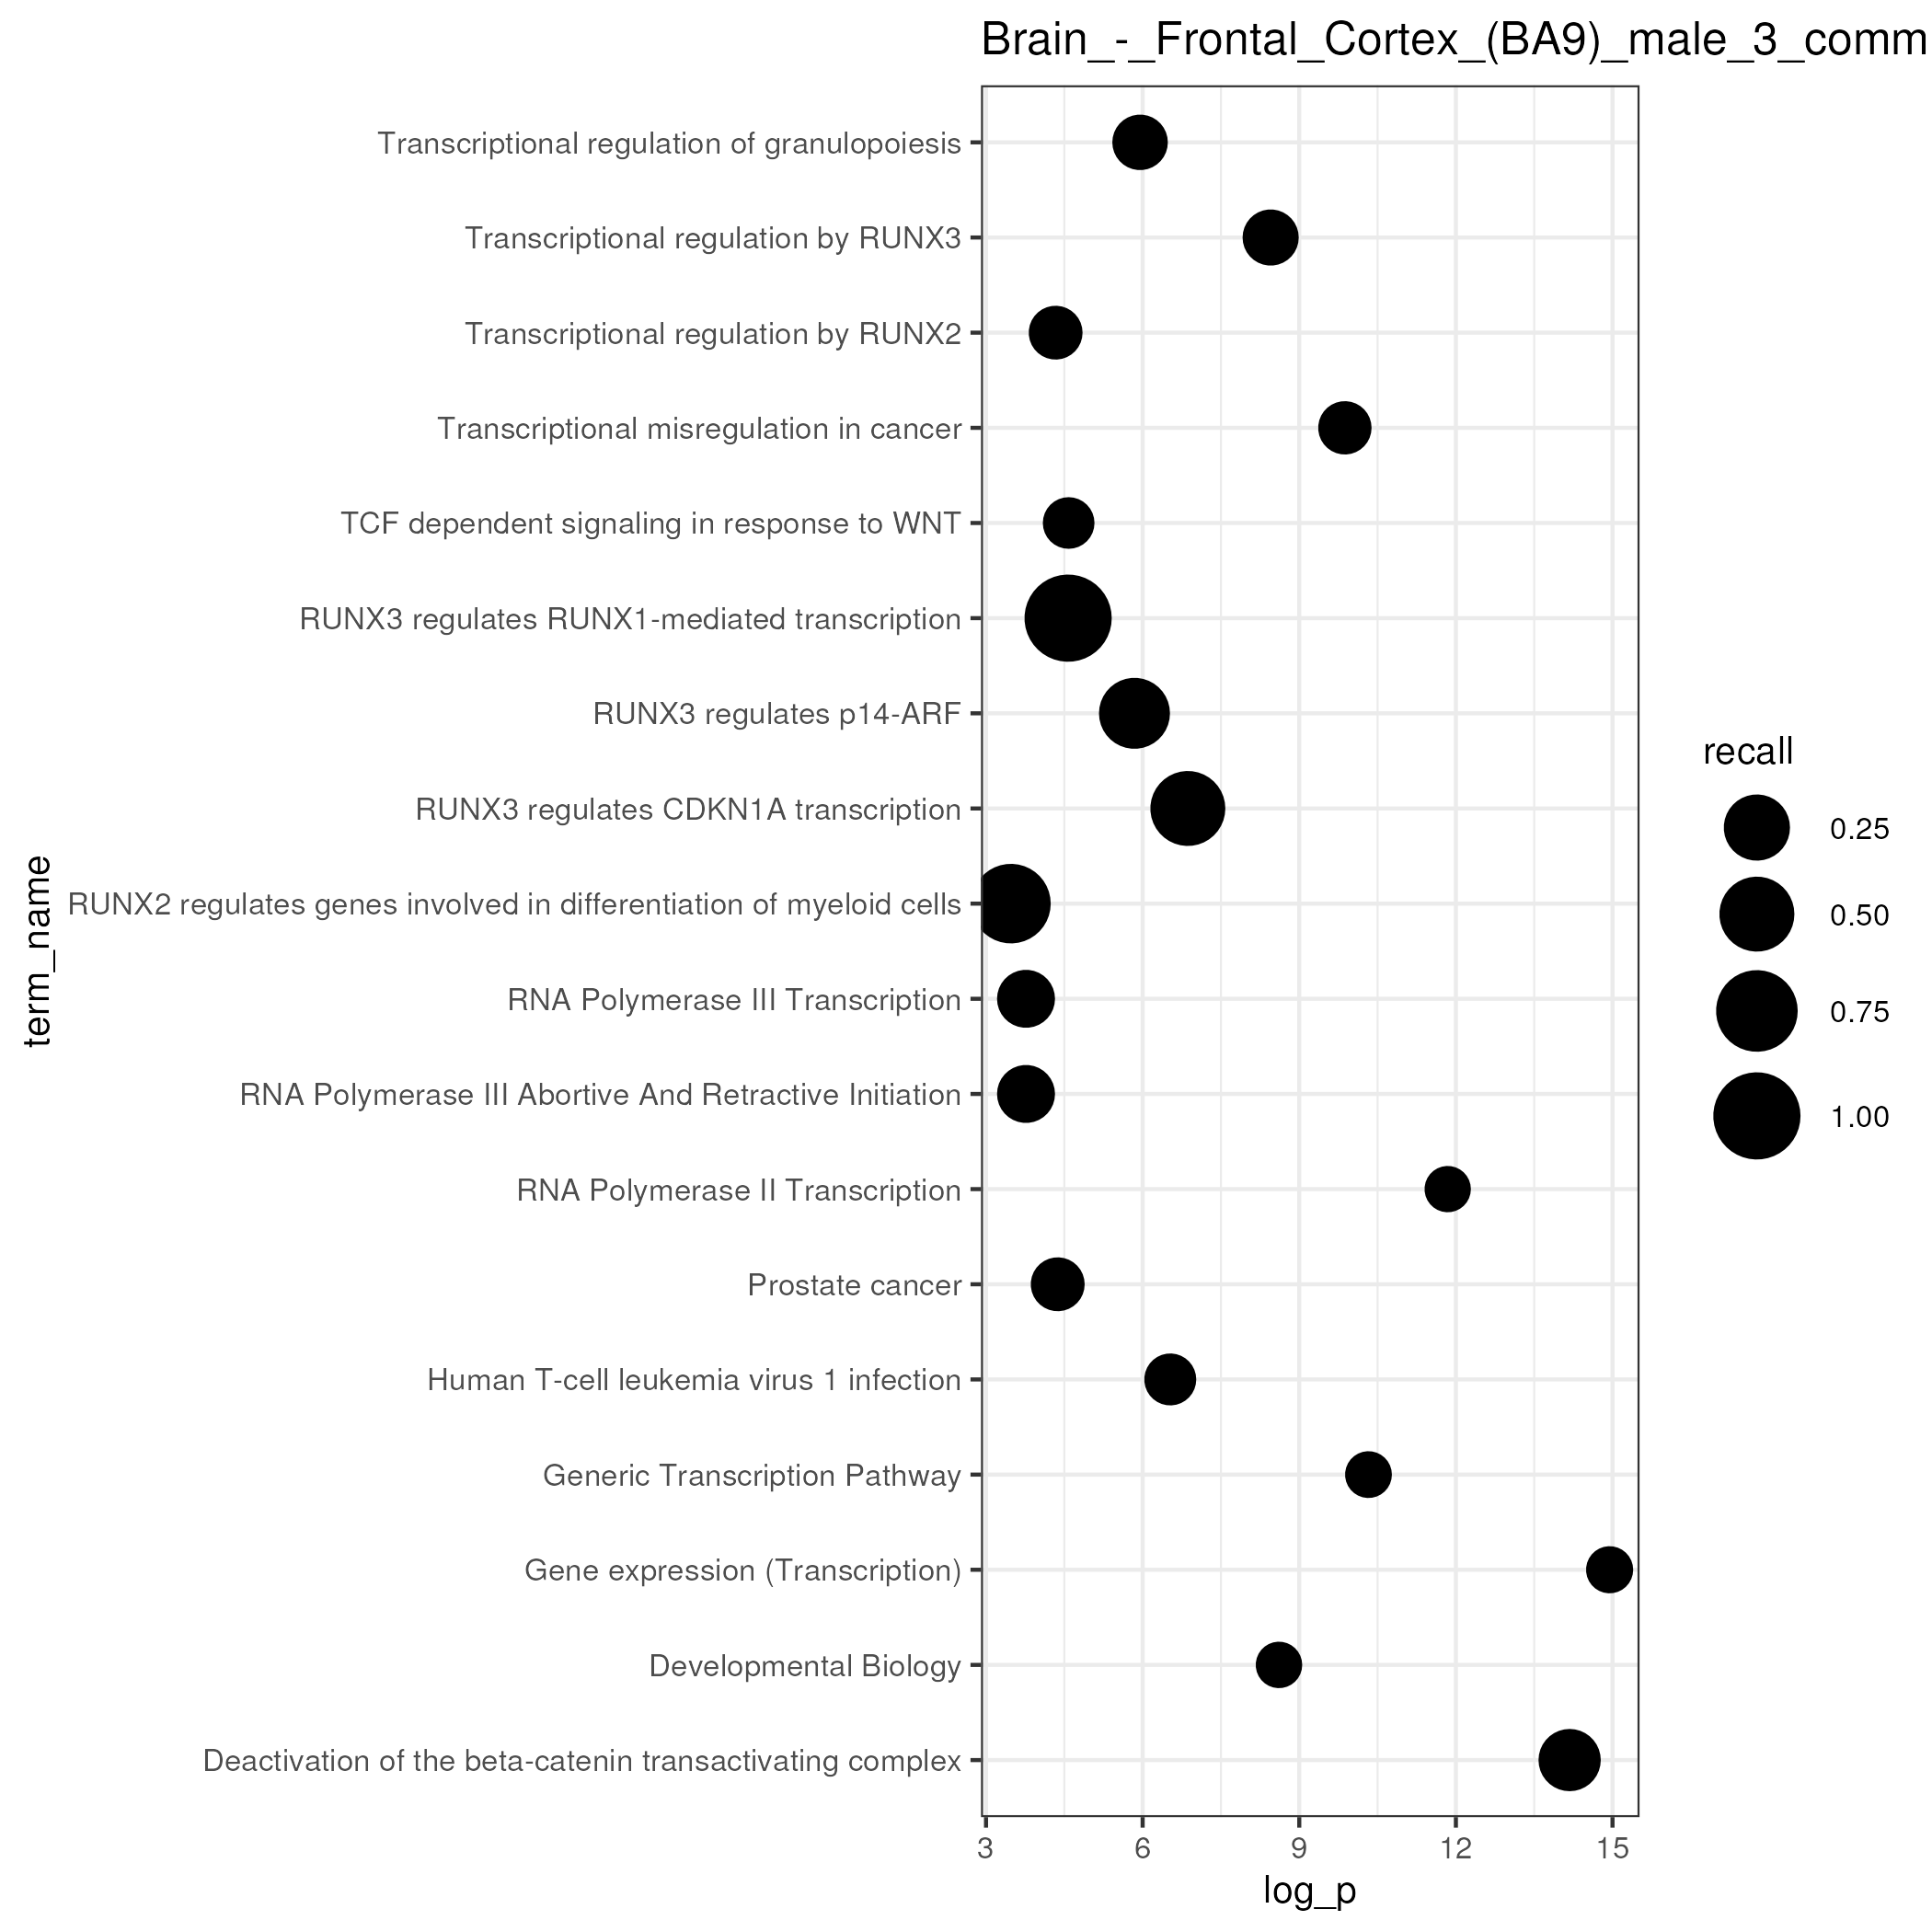 Brain_-_Frontal_Cortex_(BA9)_male_3_comm
Transcriptional regulation of granulopoiesis
Transcriptional regulation by RUNX3
Transcriptional regulation by RUNX2
Transcriptional misregulation in cancer
TCF dependent signaling in response to WNT
RUNX3 regulates RUNX1-mediated transcription
RUNX3 regulates p14-ARF
RUNX3 regulates CDKN1A transcription
RUNX2 regulates genes involved in differentiation of myeloid cells
RNA Polymerase III Transcription
RNA Polymerase III Abortive And Retractive Initiation
RNA Polymerase II Transcription
Prostate cancer
Human T-cell leukemia virus 1 infection
Generic Transcription Pathway
Gene expression (Transcription)
Developmental Biology
Deactivation of the beta-catenin transactivating complex
term_name
3 6 9 12 15
log_p
recall
0.25
0.50
0.75
1.00